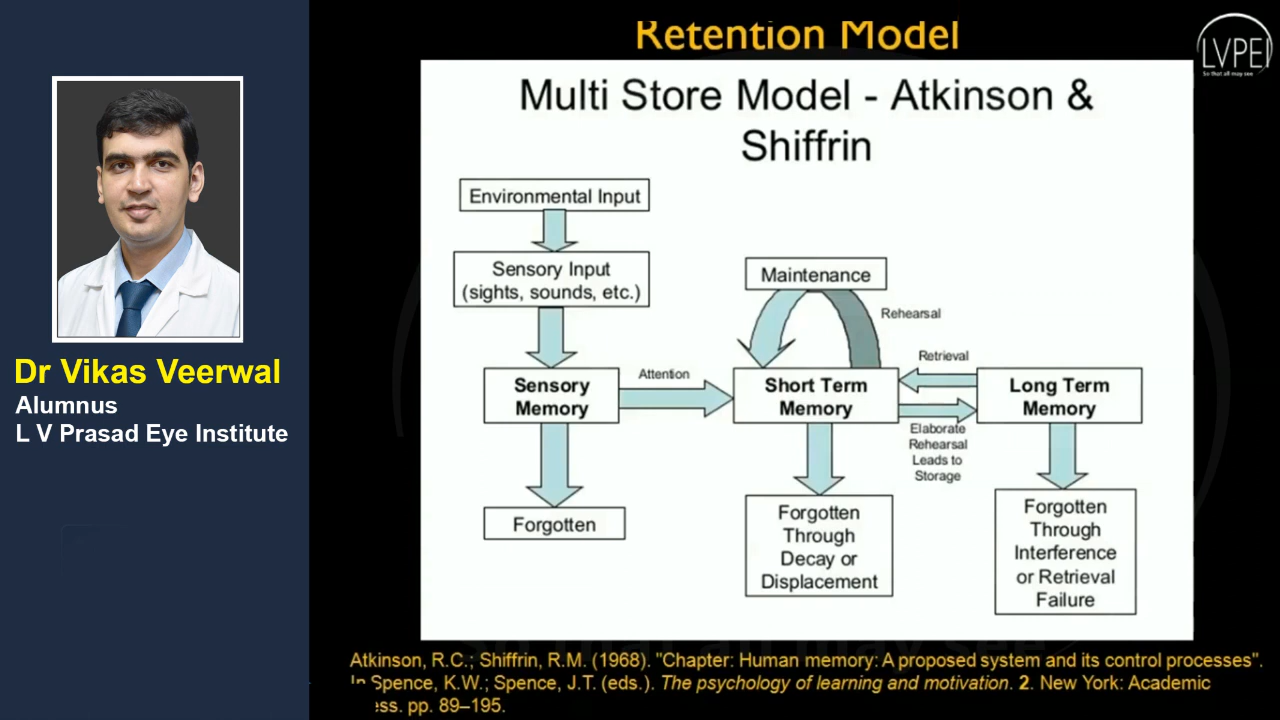 Retention Model
LVPEI
So that all may see
Multi Store Model - Atkinson &
Shiffrin
Environmental Input
Sensory Input
(sights, sounds, etc.)
Maintenance
Rehearsal
Attention
Retrieval
Sensory
Memory
Short Term
Memory
Long Term
Memory
Elaborate
Rehearsal
Leads to
Storage
Forgotten
Forgotten
Through
Decay or
Displacement
Forgotten
Through
Interference
or Retrieval
Failure
Dr Vikas Veerwal
Alumnus
L V Prasad Eye Institute
Atkinson, R.C.; Shiffrin, R.M. (1968). "Chapter: Human memory: A proposed system and its control processes".
In Spence, K.W.; Spence, J.T. (eds.). The psychology of learning and motivation. 2. New York: Academic
ess. pp. 89–195.